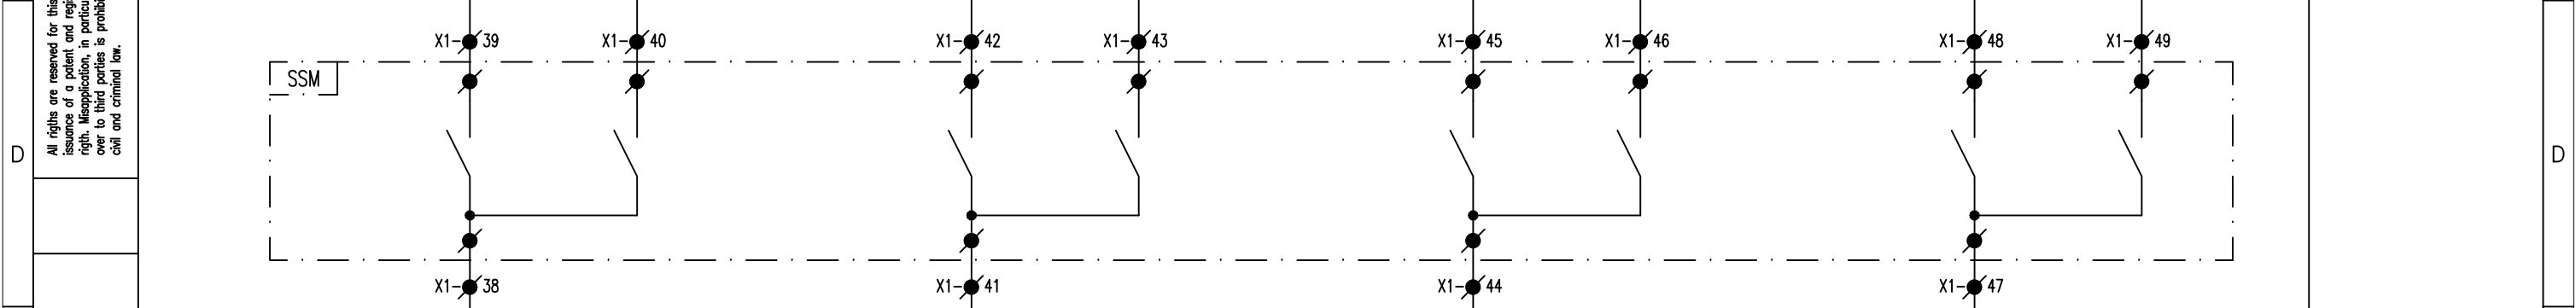 All rigths are reserved for this
issuance of a patent and regi
rigth. Misapplication, in particu
over to third parties is prohibi
civil and criminal law.
D
X1- 39
X1- 40
X1- 42
X1- 43
X1- 45
X1- 46
X1- 48
X1- 49
SSM
D
X1- 38
X1- 41
X1- 44
X1- 47